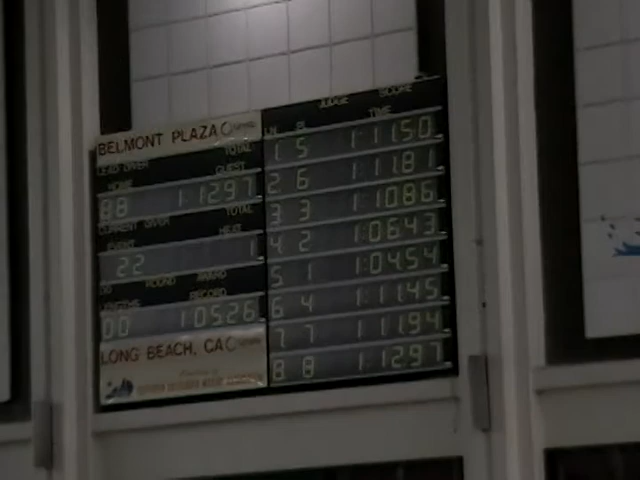 BELMONT PLAZA
TOTAL
GUEST
HOME
88 1:12.97
TOTAL
CURRENT OVER
EVENT HEAT
22 1
ROUND
RECORD
00 1 05.26
LONG BEACH, CA
JUDGE SCORE
LN PL TIME
1 5 1:11.50
2 6 1:11.81
3 3 1:10.86
4 2 1:06.43
5 1 1:04.54
6 4 1:11.45
7 7 1:11.94
8 8 1:12.97